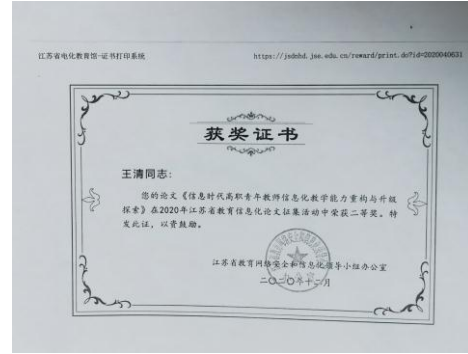 江苏省电化教育馆-证书打印系统
https://jsdnhd.jse.edu.cn/reward/print.do?id=2020040631
获奖证书
王清同志：
您的论文《信息时代高职青年教师信息化教学能力重构与升级
探索》在2020年江苏省教育信息化论文征集活动中荣获二等奖。特
发此证，以资鼓励。
江苏省教育网络安全和信息化领导小组办公室
二〇二〇年十二月